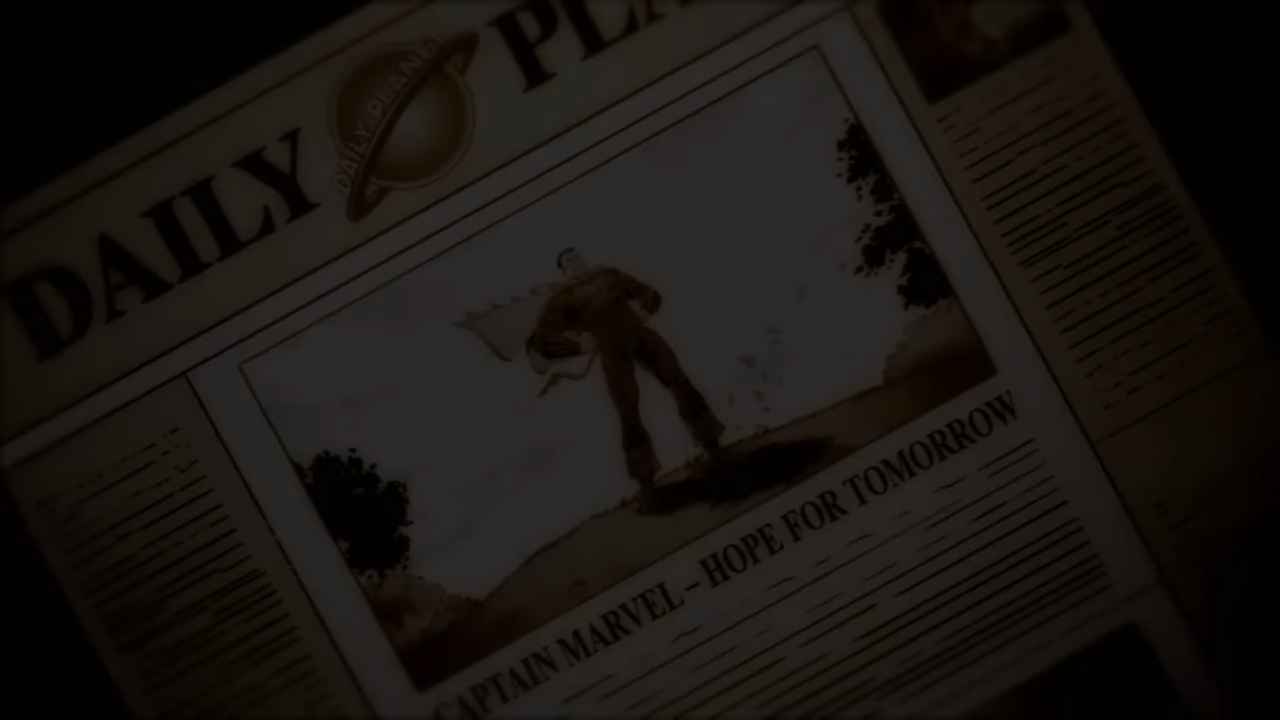 DAILY PLA
DAILY PLANET
CAPTAIN MARVEL - HOPE FOR TOMORROW